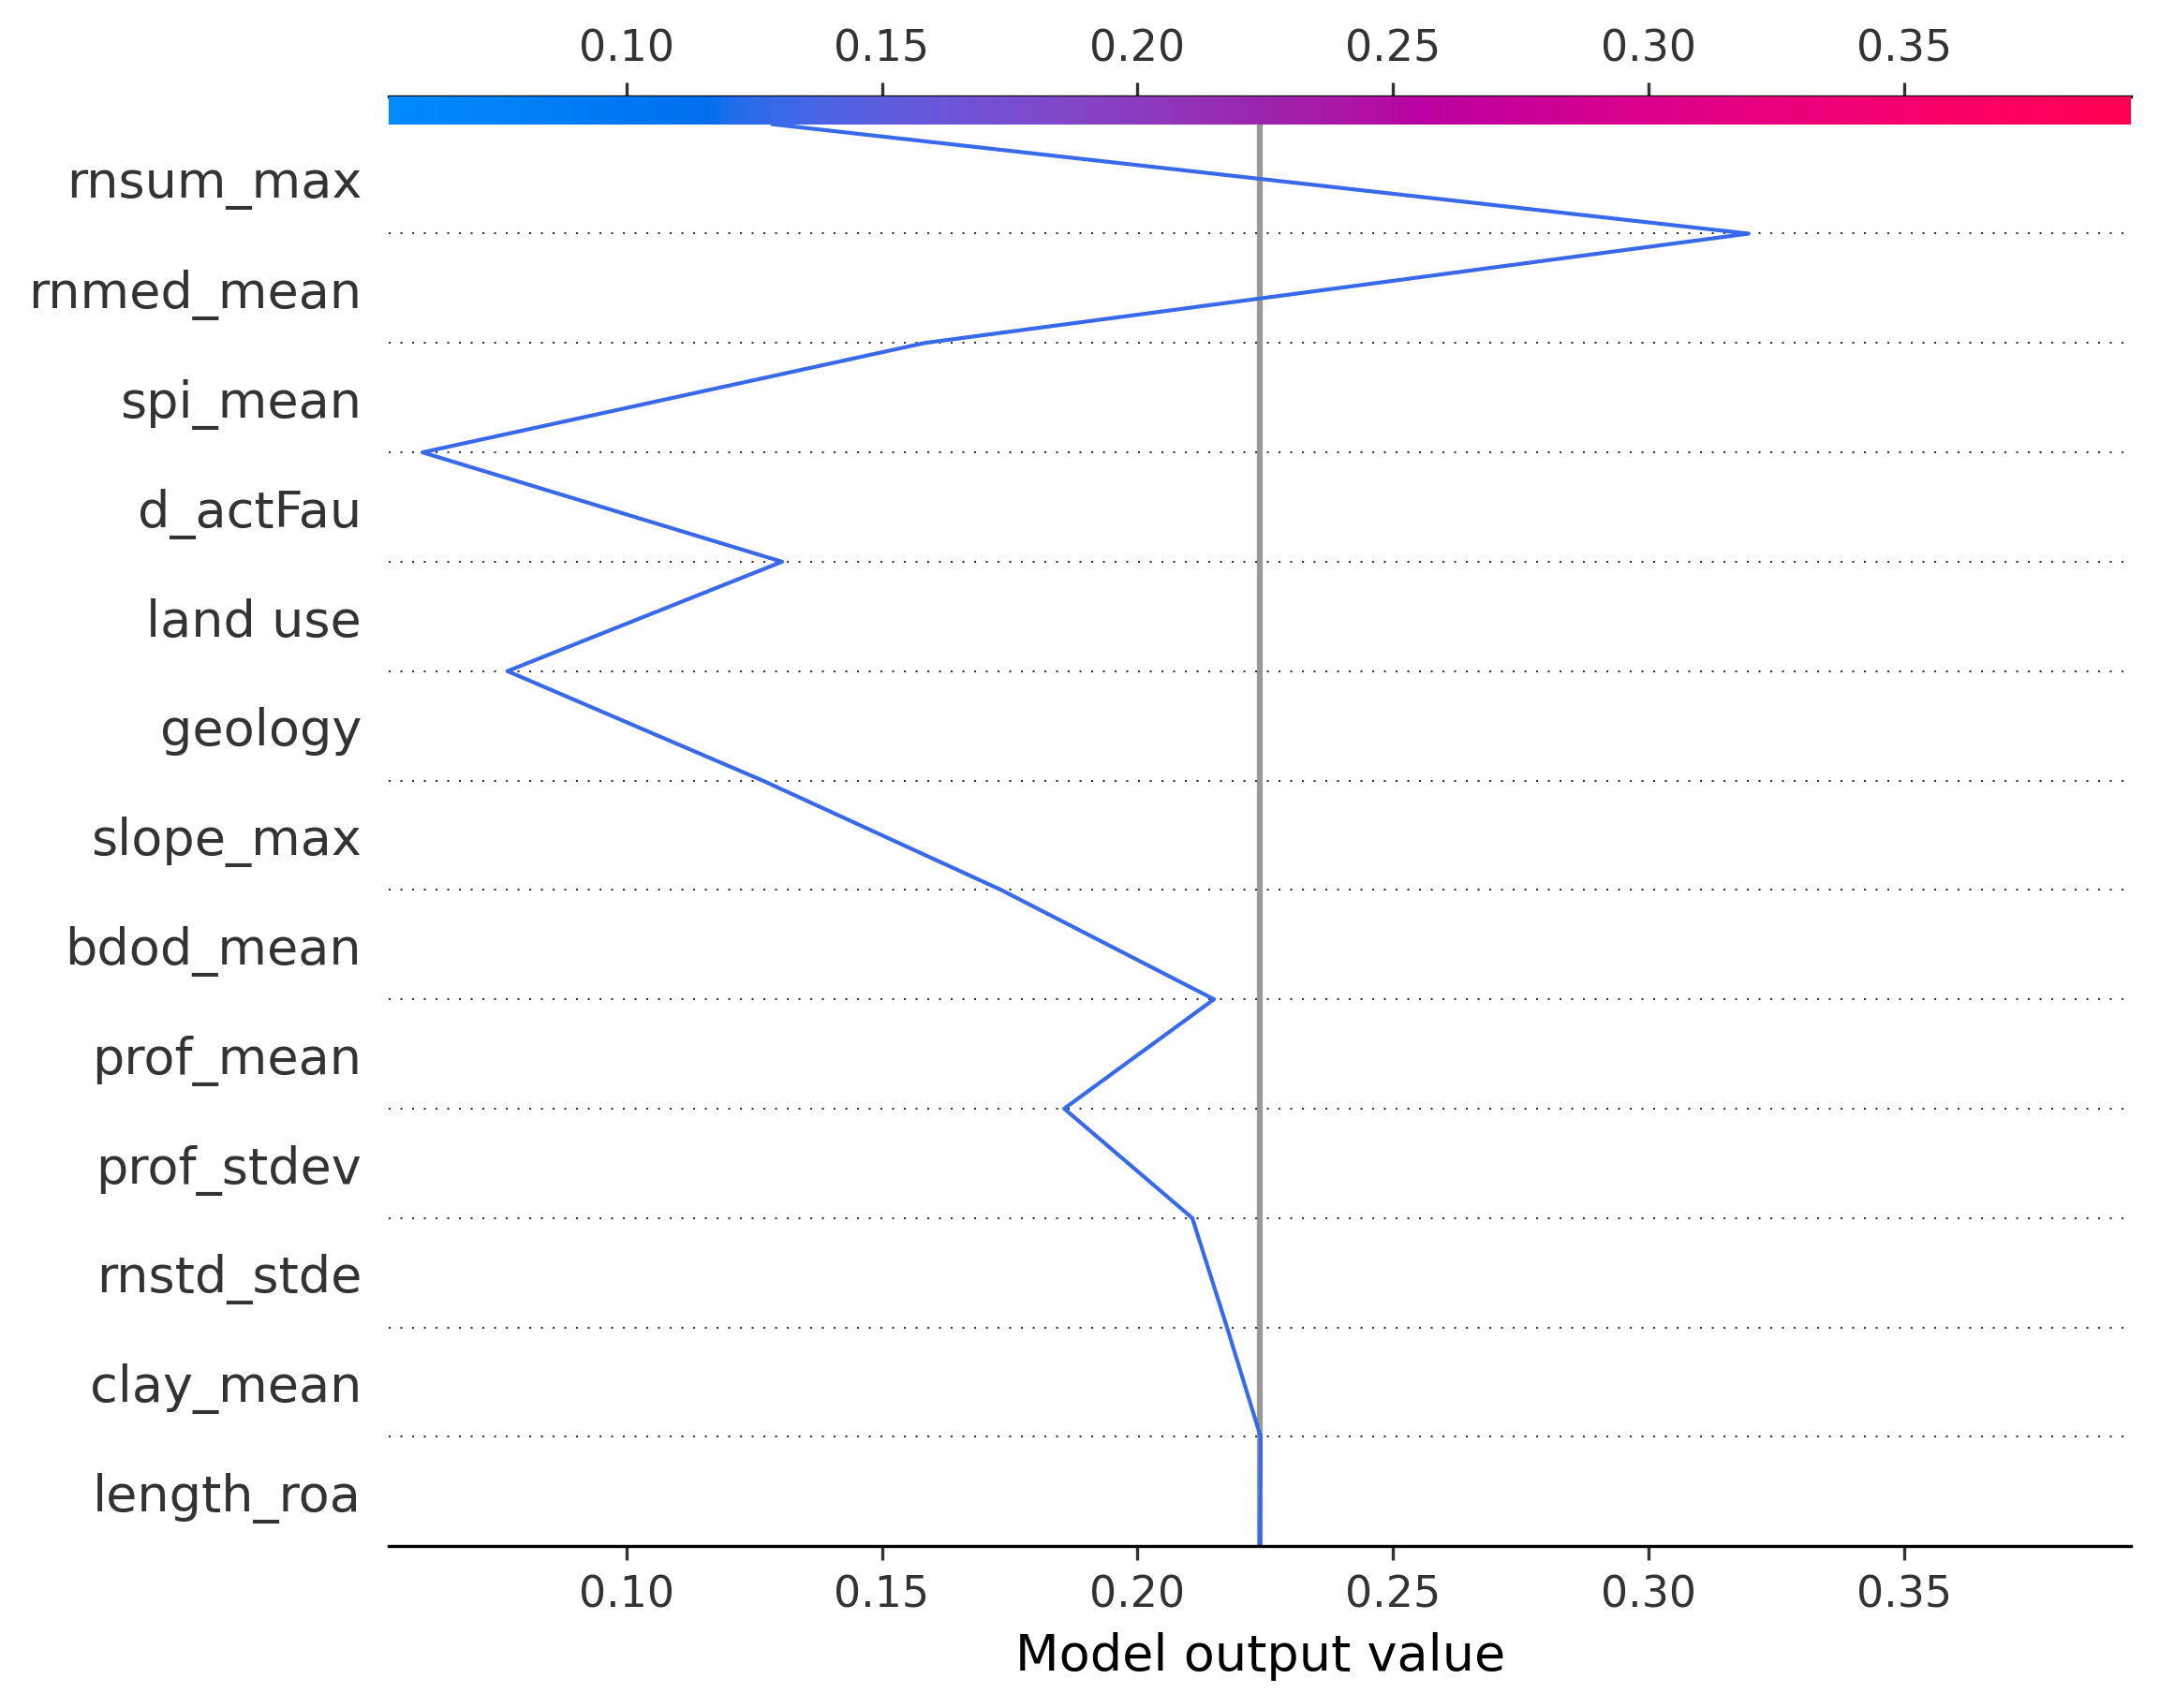 0.10 0.15 0.20 0.25 0.30 0.35
rnsum_max
rnmed_mean
spi_mean
d_actFau
land use
geology
slope_max
bdod_mean
prof_mean
prof_stdev
rnstd_stde
clay_mean
length_roa
0.10 0.15 0.20 0.25 0.30 0.35
Model output value